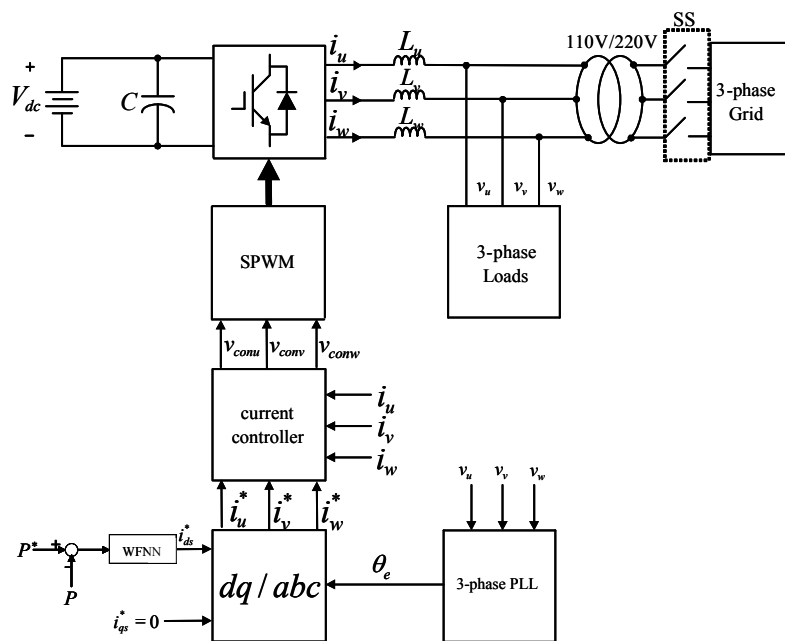 SS
110V/220V
i_u
L_u
+
V_dc
C
−
i_v
L_v
i_w
L_w
3-phase
Grid
v_u
v_v
v_w
3-phase
Loads
SPWM
v_conu
v_conv
v_conw
current
controller
i_u
i_v
i_w
i_u^*
i_v^*
i_w^*
v_u
v_v
v_w
P*
+
-
P
WFNN
i_ds^*
dq / abc
θ_e
3-phase PLL
i_qs^* = 0